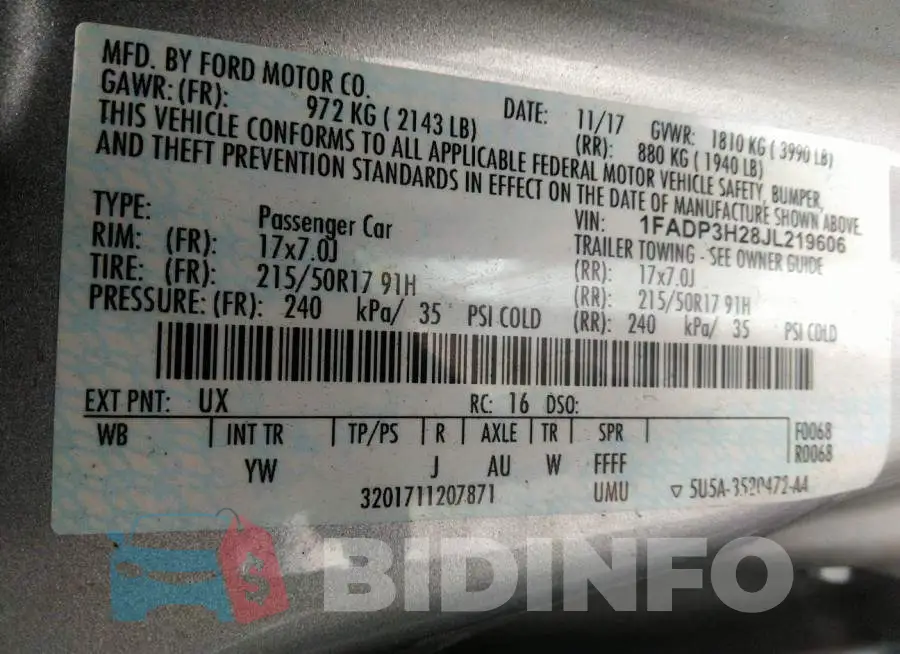 MFD. BY FORD MOTOR CO.
DATE: 11/17 GVWR: 1810 KG ( 3990 LB)
GAWR: (FR): 972 KG ( 2143 LB) (RR): 880 KG ( 1940 LB)
THIS VEHICLE CONFORMS TO ALL APPLICABLE FEDERAL MOTOR VEHICLE SAFETY, BUMPER,
AND THEFT PREVENTION STANDARDS IN EFFECT ON THE DATE OF MANUFACTURE SHOWN ABOVE.
VIN: 1FADP3H28JL219606
TYPE: Passenger Car TRAILER TOWING - SEE OWNER GUIDE
RIM: (FR): 17x7.0J (RR): 17x7.0J
TIRE: (FR): 215/50R17 91H (RR): 215/50R17 91H
PRESSURE: (FR): 240 kPa/ 35 PSI COLD (RR): 240 kPa/ 35 PSI COLD
EXT PNT: UX RC: 16 DSO:
WB INT TR TP/PS R AXLE TR SPR F0068
R0068
YW J AU W FFFF
3201711207871 UMU ▽ 5U5A-3520472-AA
$ BIDINFO